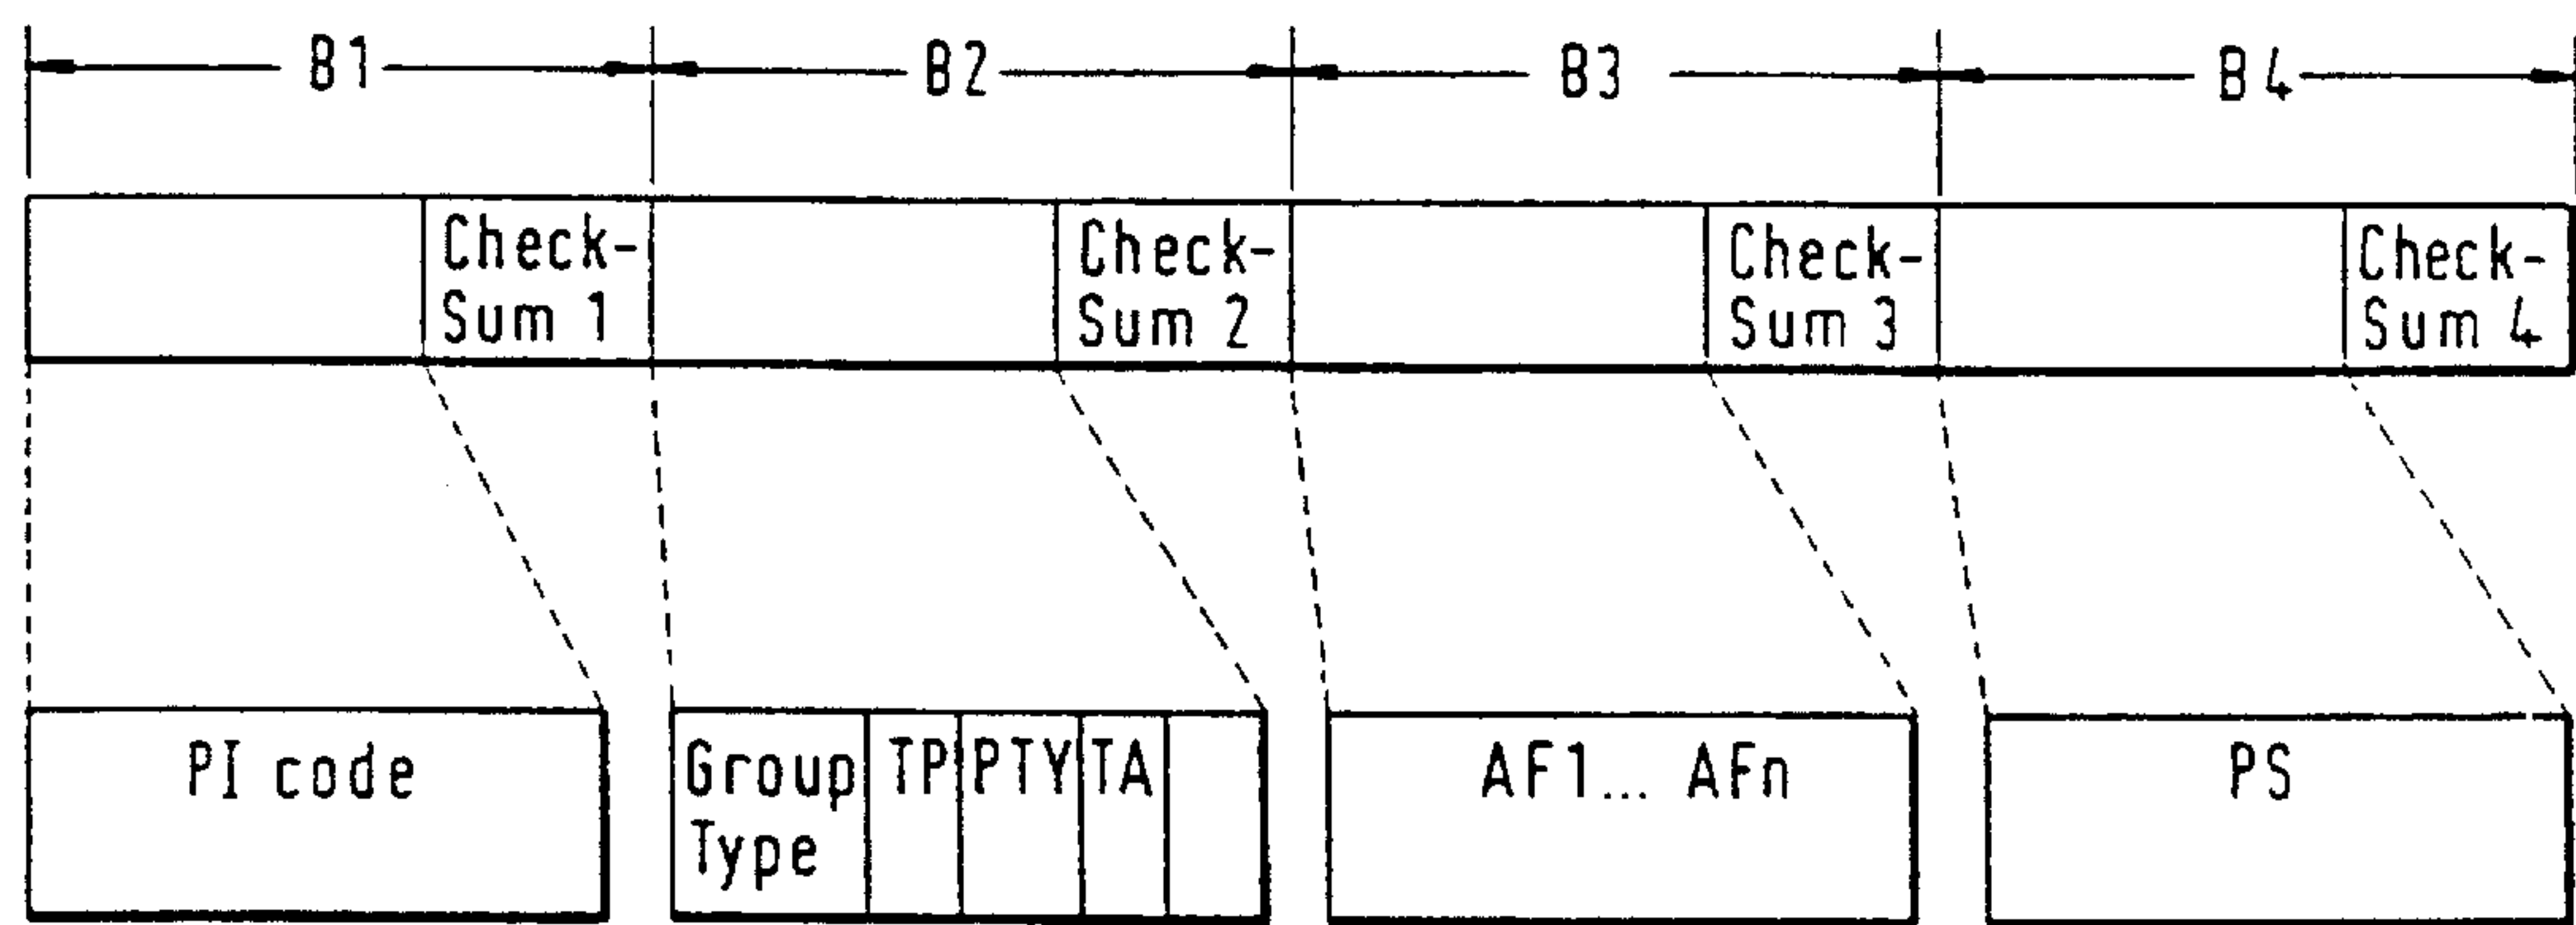 B1 B2 B3 B4
Check-
Sum 1
Check-
Sum 2
Check-
Sum 3
Check-
Sum 4
PI code
Group
Type
TP
PTY
TA
AF1... AFn
PS